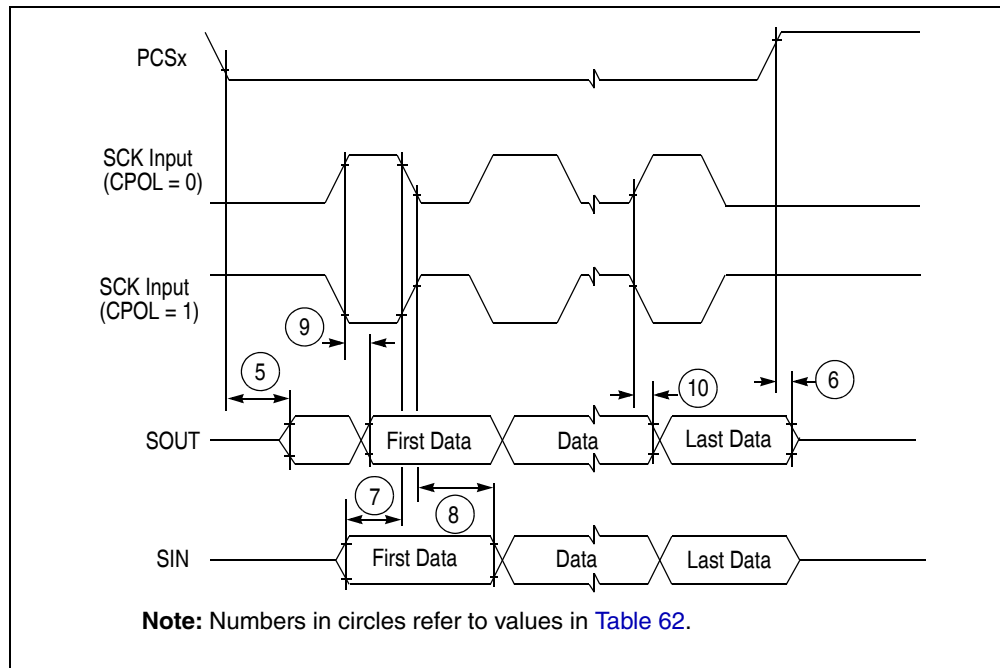 PCSx
SCK Input
(CPOL = 0)
SCK Input
(CPOL = 1)
9
5
10
6
SOUT
First Data
Data
Last Data
7
8
SIN
First Data
Data
Last Data
Note: Numbers in circles refer to values in Table 62.